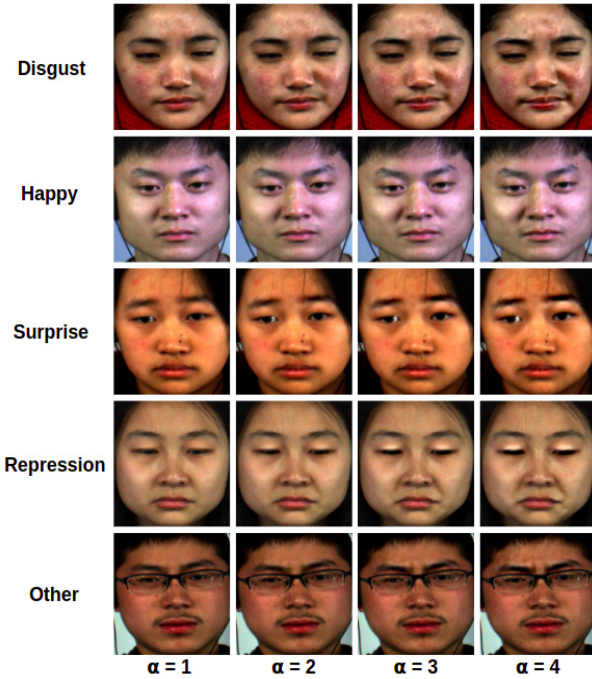 Disgust
Happy
Surprise
Repression
Other
α = 1 α = 2 α = 3 α = 4